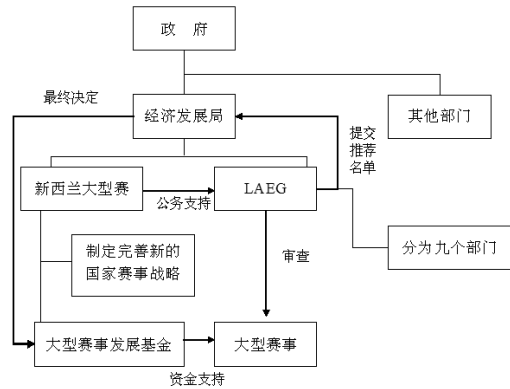 政 府
最终决定
经济发展局
其他部门
提交
推荐
名单
新西兰大型赛
公务支持
LAEG
制定完善新的
国家赛事战略
审查
分为九个部门
大型赛事发展基金
大型赛事
资金支持